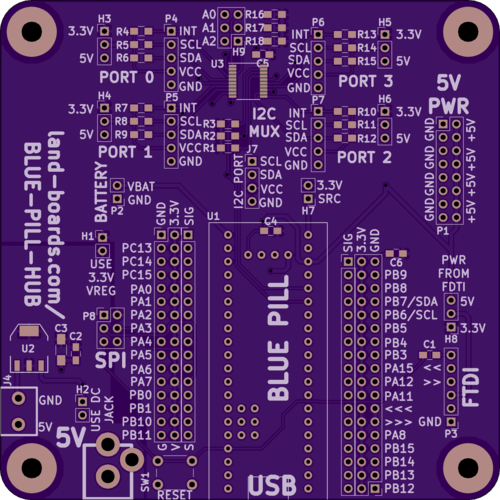 H3
3.3V
5V
R4
R5
R6
P4
INT
SCL
SDA
VCC
GND
PORT 0
A0
A1
A2
R16
R17
R18
H9
U3
C5
P6
INT
SCL
SDA
VCC
GND
R13
R14
R15
H5
3.3V
5V
PORT 3
H4
3.3V
5V
R7
R8
R9
P5
INT
SCL
SDA
VCC
GND
PORT 1
R3
R2
R1
I2C
MUX
J7
SCL
SDA
VCC
GND
I2C PORT
P7
INT
SCL
SDA
VCC
GND
R10
R11
R12
H6
3.3V
5V
PORT 2
5V
PWR
GND
GND
GND
GND
GND
+5V
+5V
+5V
+5V
+5V
P1
land-boards.com/
BLUE-PILL-HUB
BATTERY
VBAT
GND
P2
3.3V
SRC
H7
H1
USE
3.3V
VREG
GND
3.3V
SIG
PC13
PC14
PC15
PA0
PA1
PA2
PA3
PA4
PA5
PA6
PA7
PB0
PB1
PB10
PB11
G
V
S
U1
C4
BLUE PILL
USB
SIG
3.3V
GND
C6
PB9
PB8
PB7/SDA
PB6/SCL
PB5
PB4
PB3
PA15
PA12
PA11
<<<
>>>
PA8
PB15
PB14
PB13
PB12
PWR
FROM
FDTI
5V
3.3V
H8
C1
<<
>>
GND
P3
FTDI
P8
SPI
C3
C2
U2
J4
GND
5V
H2
USE DC
JACK
5V
SW1
RESET